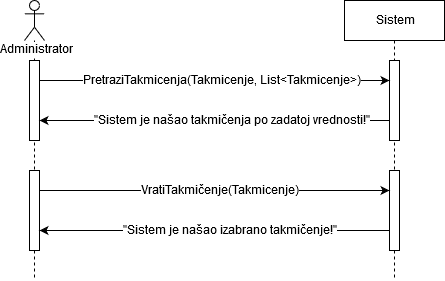 Administrator
Sistem
PretraziTakmicenja(Takmicenje, List<Takmicenje>)
"Sistem je našao takmičenja po zadatoj vrednosti!"
VratiTakmičenje(Takmicenje)
"Sistem je našao izabrano takmičenje!"